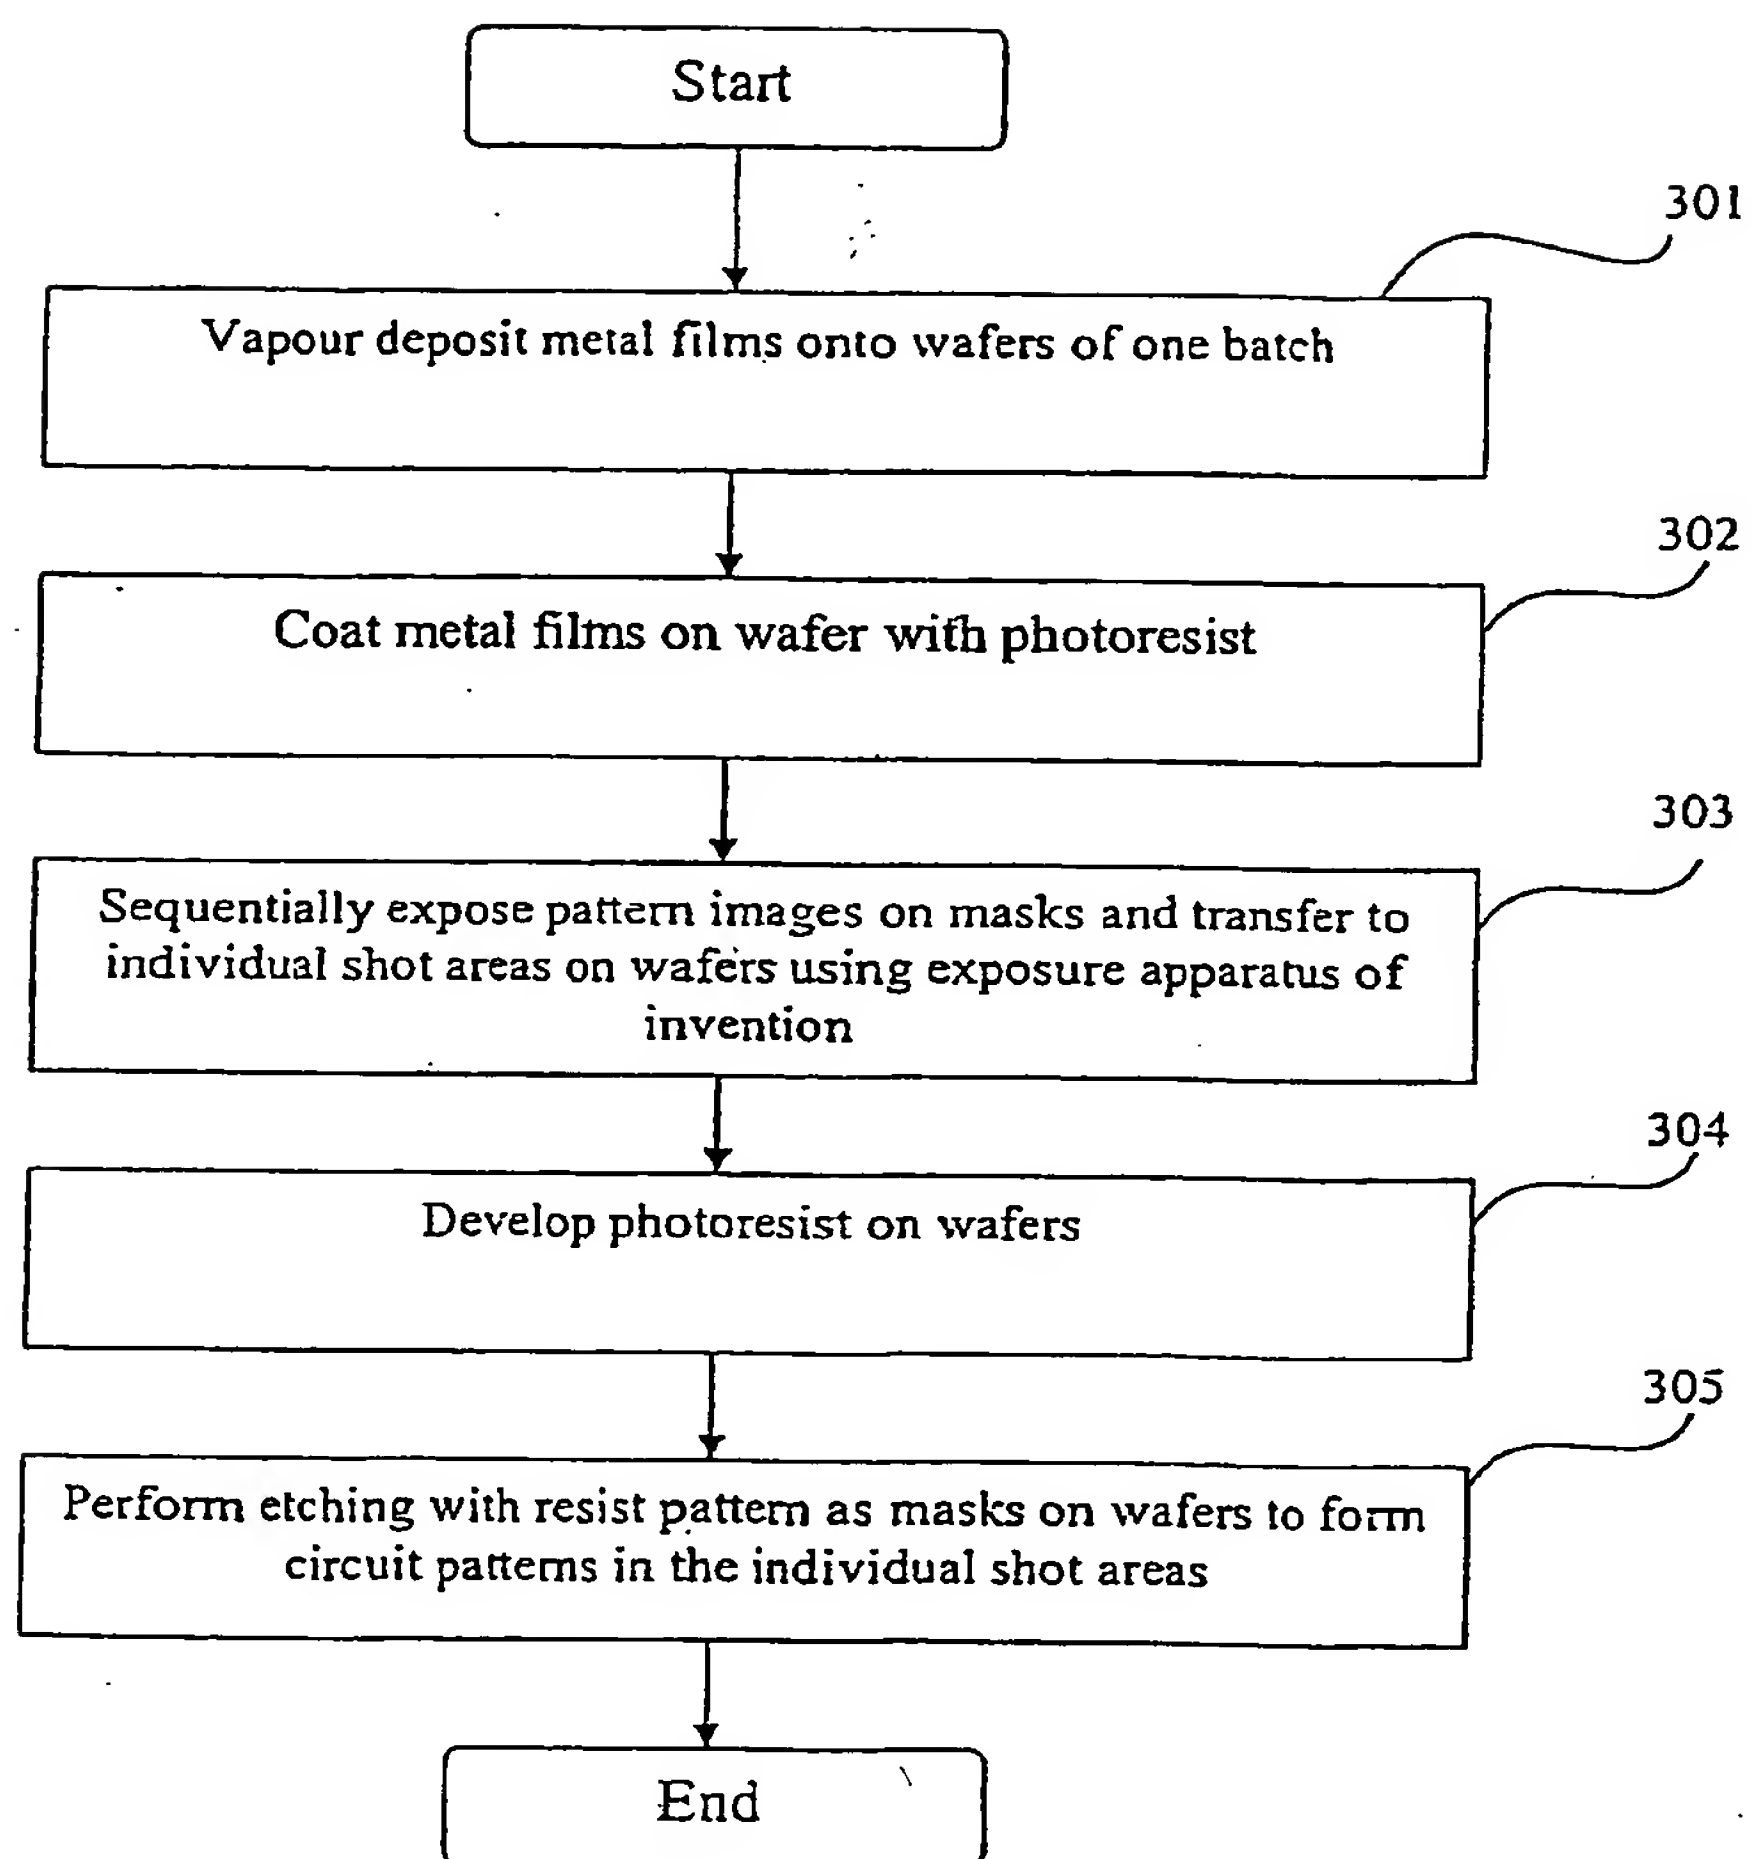 Start
301
Vapour deposit metal films onto wafers of one batch
302
Coat metal films on wafer with photoresist
303
Sequentially expose pattern images on masks and transfer to
individual shot areas on wafers using exposure apparatus of
invention
304
Develop photoresist on wafers
305
Perform etching with resist pattern as masks on wafers to form
circuit patterns in the individual shot areas
End